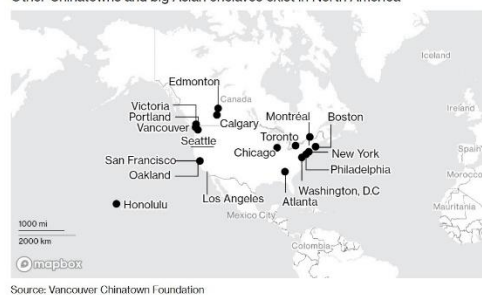 Other Chinatowns and big Asian enclaves exist in North America
Iceland
Edmonton
Canada
Ireland
Victoria
Portland
Vancouver
Calgary
Montréal
Boston
Seattle
Toronto
Chicago
New York
Spain
San Francisco
Philadelphia
Morocco
Oakland
Washington, D.C
Los Angeles
Atlanta
Honolulu
Mexico City
Mauritania
1000 mi
2000 km
Colombia
mapbox
Source: Vancouver Chinatown Foundation